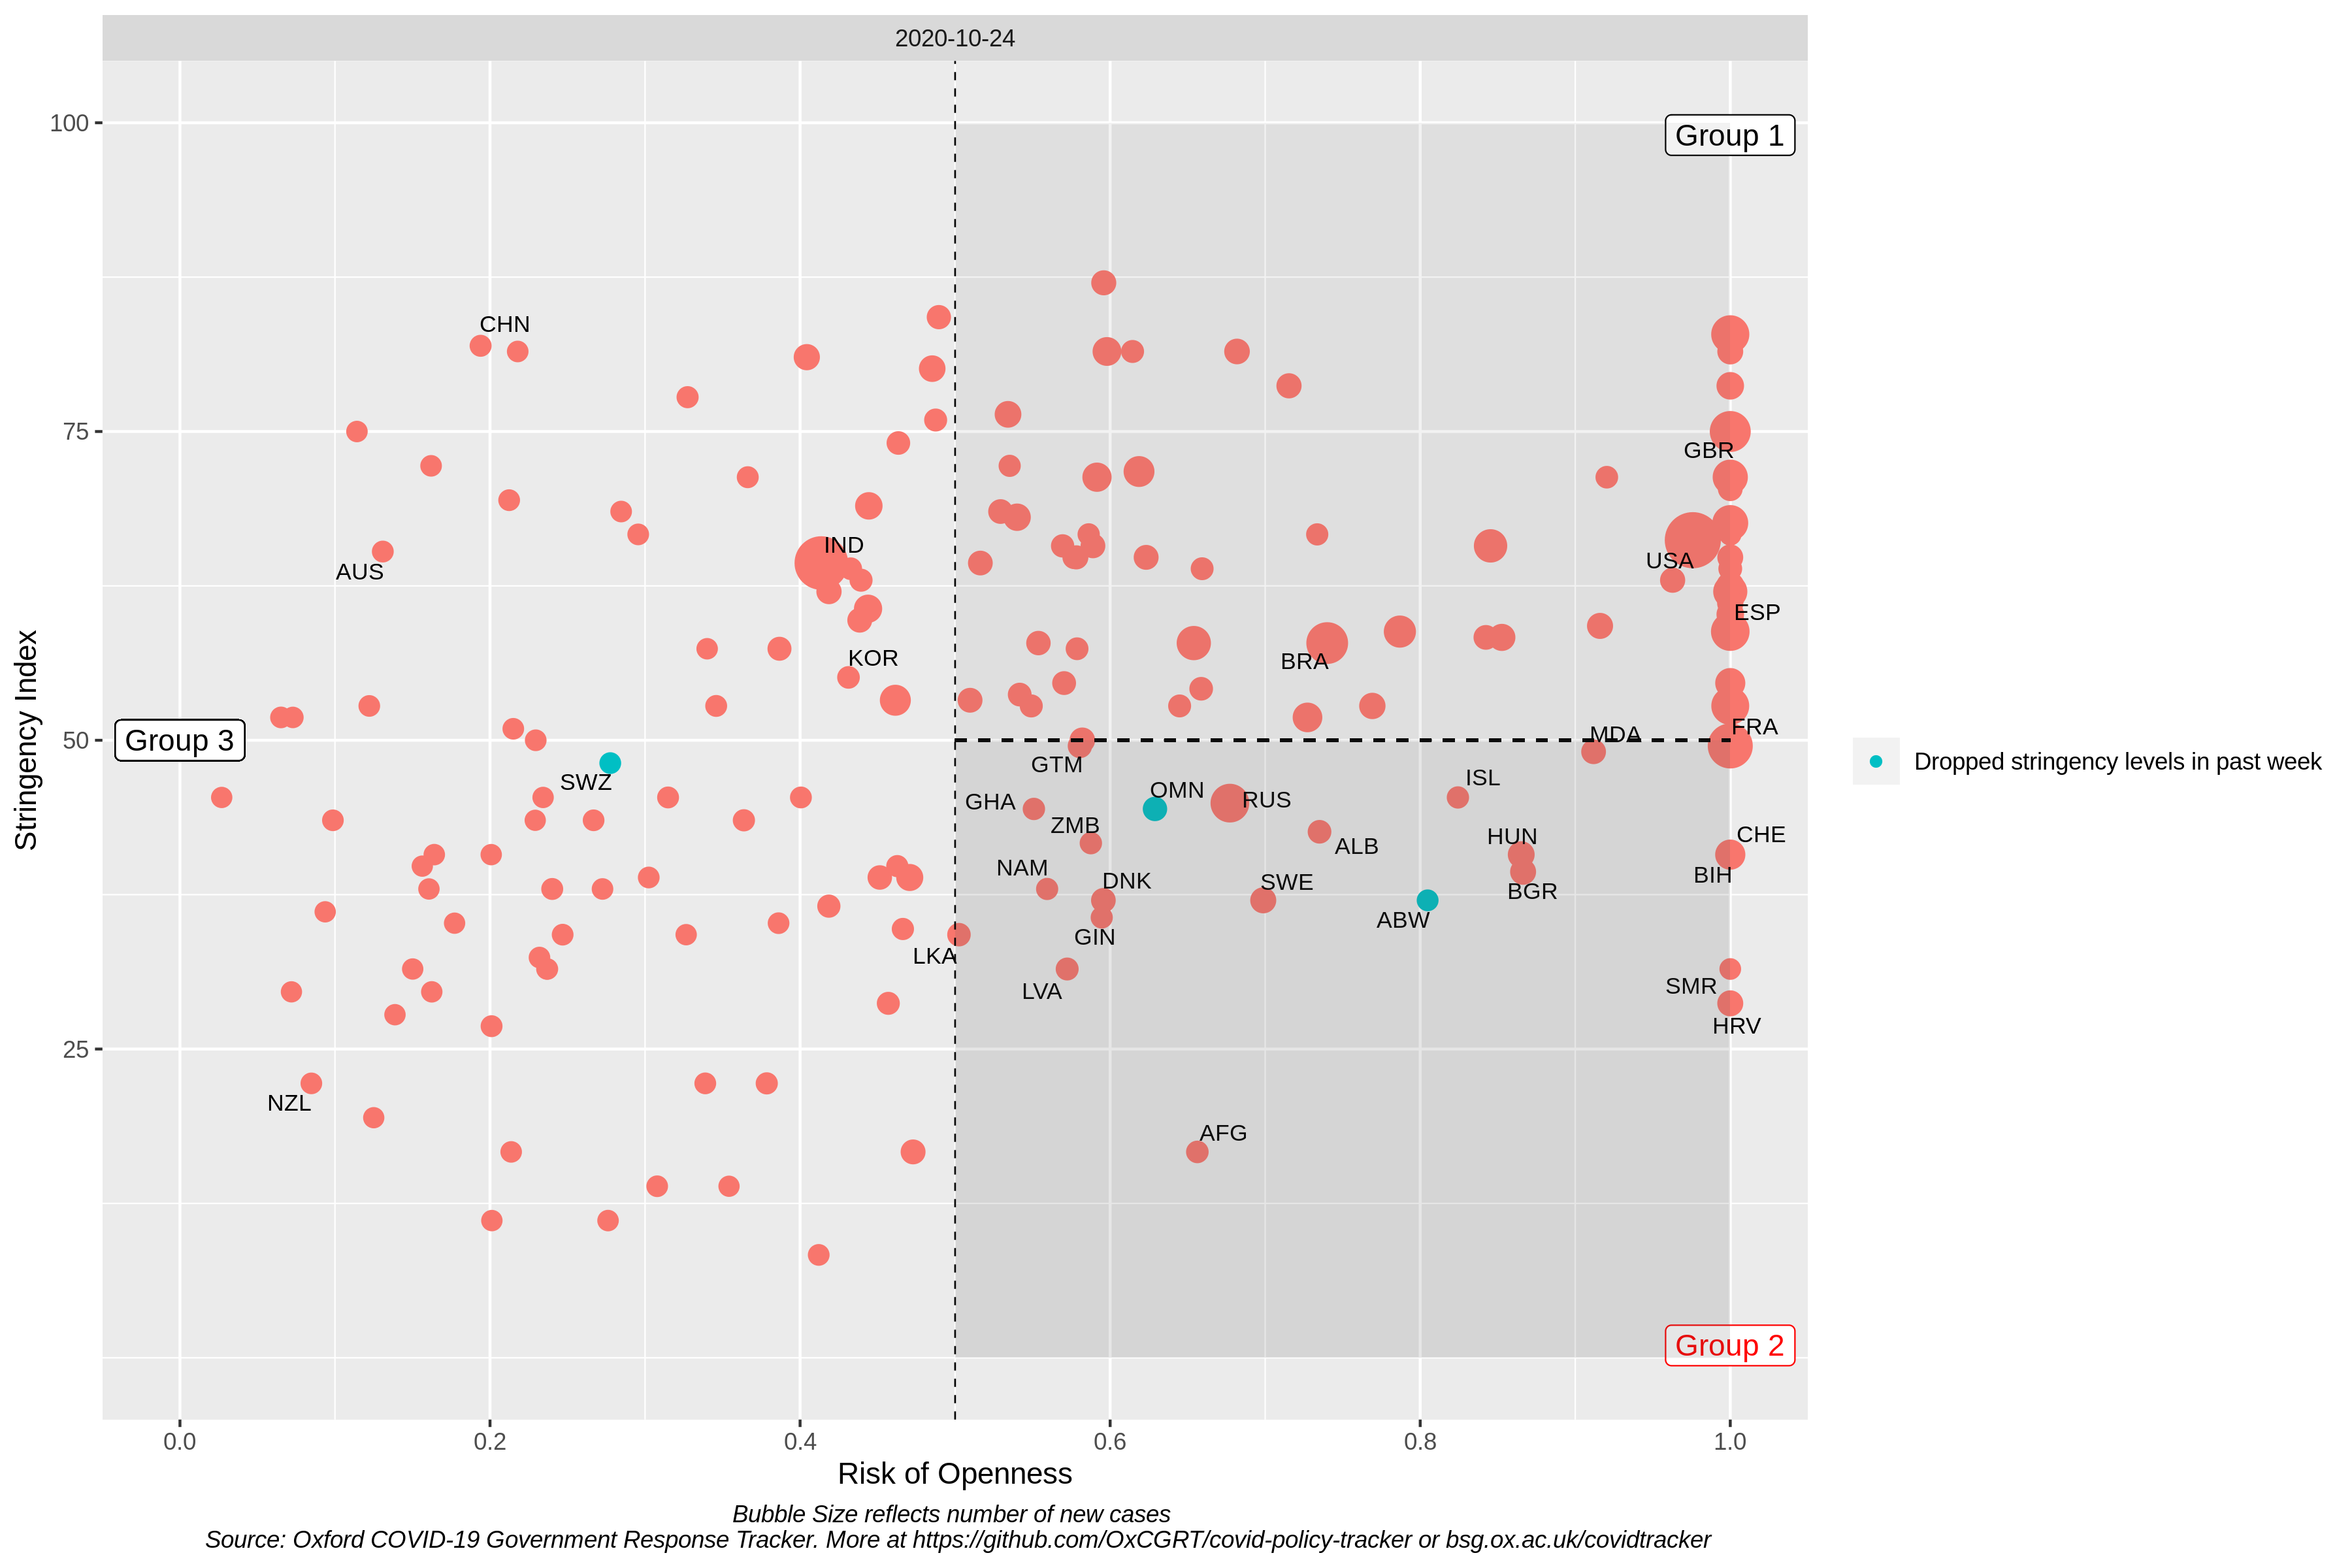 2020-10-24
100
Group 1
CHN
75
GBR
IND
USA
AUS
ESP
KOR
BRA
FRA
MDA
50
Group 3
GTM
SWZ
OMN
ISL
GHA
RUS
ZMB
HUN
CHE
ALB
NAM
BIH
DNK
SWE
BGR
ABW
GIN
LKA
LVA
SMR
HRV
25
NZL
AFG
Group 2
0.0
0.2
0.4
0.6
0.8
1.0
Stringency Index
Risk of Openness
Dropped stringency levels in past week
Bubble Size reflects number of new cases
Source: Oxford COVID-19 Government Response Tracker. More at https://github.com/OxCGRT/covid-policy-tracker or bsg.ox.ac.uk/covidtracker